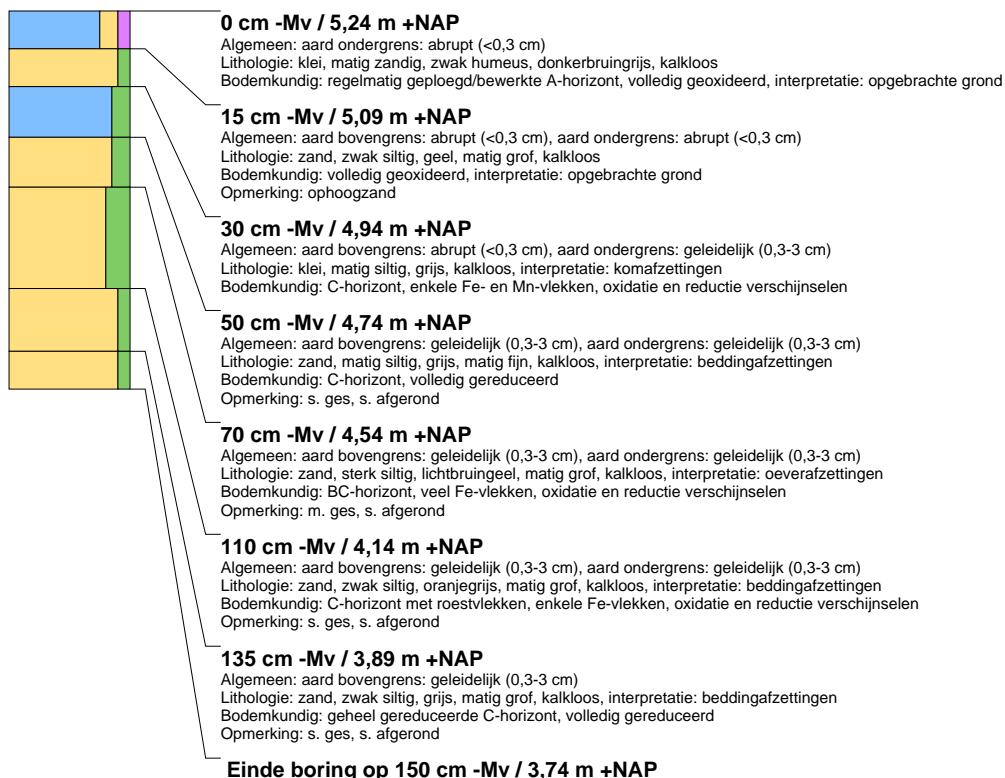 0 cm -Mv / 5,24 m +NAP
Algemeen: aard ondergrens: abrupt (<0,3 cm)
Lithologie: klei, matig zandig, zwak humeus, donkerbruingrijs, kalkloos
Bodemkundig: regelmatig geploegd/bewerkte A-horizont, volledig geoxideerd, interpretatie: opgebrachte grond
15 cm -Mv / 5,09 m +NAP
Algemeen: aard bovengrens: abrupt (<0,3 cm), aard ondergrens: abrupt (<0,3 cm)
Lithologie: zand, zwak siltig, geel, matig grof, kalkloos
Bodemkundig: volledig geoxideerd, interpretatie: opgebrachte grond
Opmerking: ophoogzand
30 cm -Mv / 4,94 m +NAP
Algemeen: aard bovengrens: abrupt (<0,3 cm), aard ondergrens: geleidelijk (0,3-3 cm)
Lithologie: klei, matig siltig, grijs, kalkloos, interpretatie: komafzettingen
Bodemkundig: C-horizont, enkele Fe- en Mn-vlekken, oxidatie en reductie verschijnselen
50 cm -Mv / 4,74 m +NAP
Algemeen: aard bovengrens: geleidelijk (0,3-3 cm), aard ondergrens: geleidelijk (0,3-3 cm)
Lithologie: zand, matig siltig, grijs, matig fijn, kalkloos, interpretatie: beddingafzettingen
Bodemkundig: C-horizont, volledig gereduceerd
Opmerking: s. ges, s. afgerond
70 cm -Mv / 4,54 m +NAP
Algemeen: aard bovengrens: geleidelijk (0,3-3 cm), aard ondergrens: geleidelijk (0,3-3 cm)
Lithologie: zand, sterk siltig, lichtbruingeel, matig grof, kalkloos, interpretatie: oeverafzettingen
Bodemkundig: BC-horizont, veel Fe-vlekken, oxidatie en reductie verschijnselen
Opmerking: m. ges, s. afgerond
110 cm -Mv / 4,14 m +NAP
Algemeen: aard bovengrens: geleidelijk (0,3-3 cm), aard ondergrens: geleidelijk (0,3-3 cm)
Lithologie: zand, zwak siltig, oranjegrijs, matig grof, kalkloos, interpretatie: beddingafzettingen
Bodemkundig: C-horizont met roestvlekken, enkele Fe-vlekken, oxidatie en reductie verschijnselen
Opmerking: s. ges, s. afgerond
135 cm -Mv / 3,89 m +NAP
Algemeen: aard bovengrens: geleidelijk (0,3-3 cm)
Lithologie: zand, zwak siltig, grijs, matig grof, kalkloos, interpretatie: beddingafzettingen
Bodemkundig: geheel gereduceerde C-horizont, volledig gereduceerd
Opmerking: s. ges, s. afgerond
Einde boring op 150 cm -Mv / 3,74 m +NAP